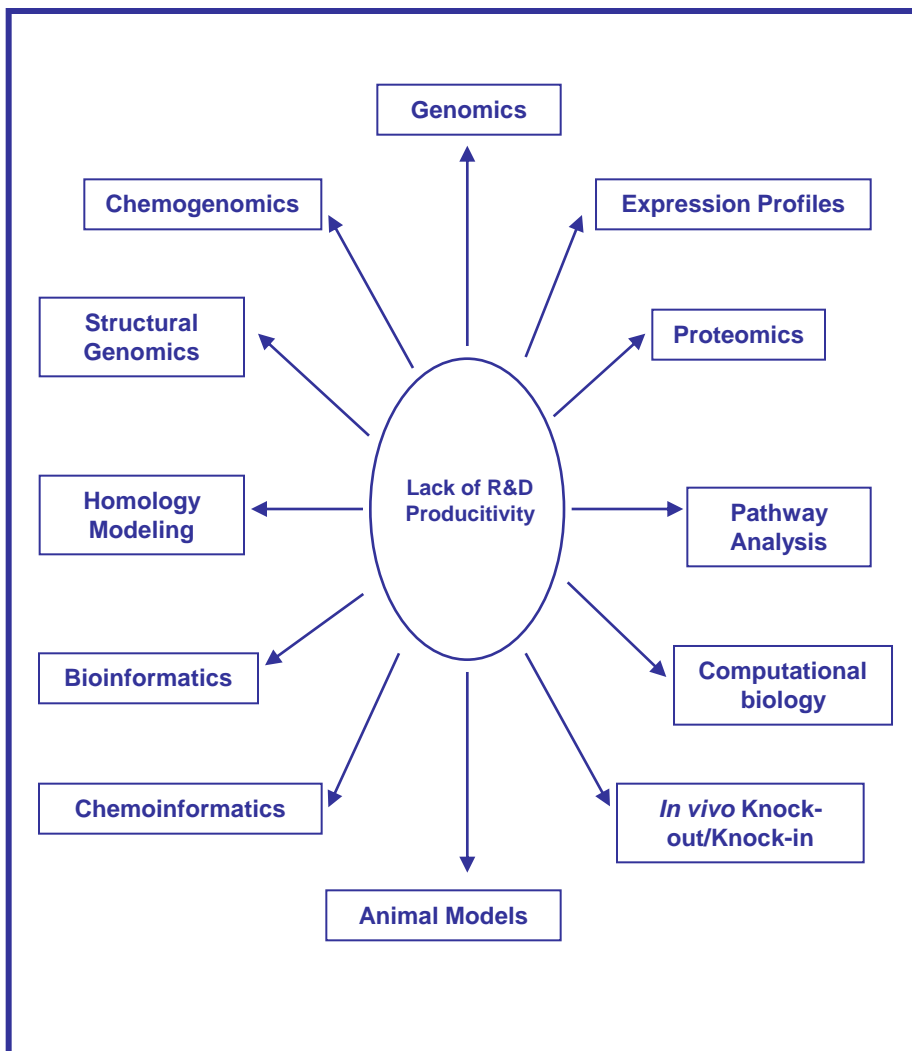 Genomics
Chemogenomics
Expression Profiles
Structural
Genomics
Proteomics
Lack of R&D
Producitivity
Homology
Modeling
Pathway
Analysis
Bioinformatics
Computational
biology
Chemoinformatics
In vivo Knock-
out/Knock-in
Animal Models